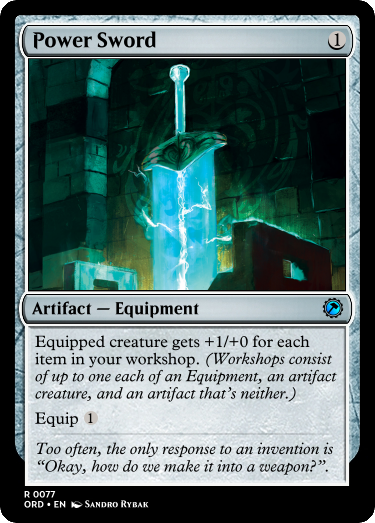 Power Sword 1
Artifact — Equipment
Equipped creature gets +1/+0 for each
item in your workshop. (Workshops consist
of up to one each of an Equipment, an artifact
creature, and an artifact that's neither.)
Equip 1
Too often, the only response to an invention is
“Okay, how do we make it into a weapon?”.
R 0077
ORD • EN Sandro Rybak